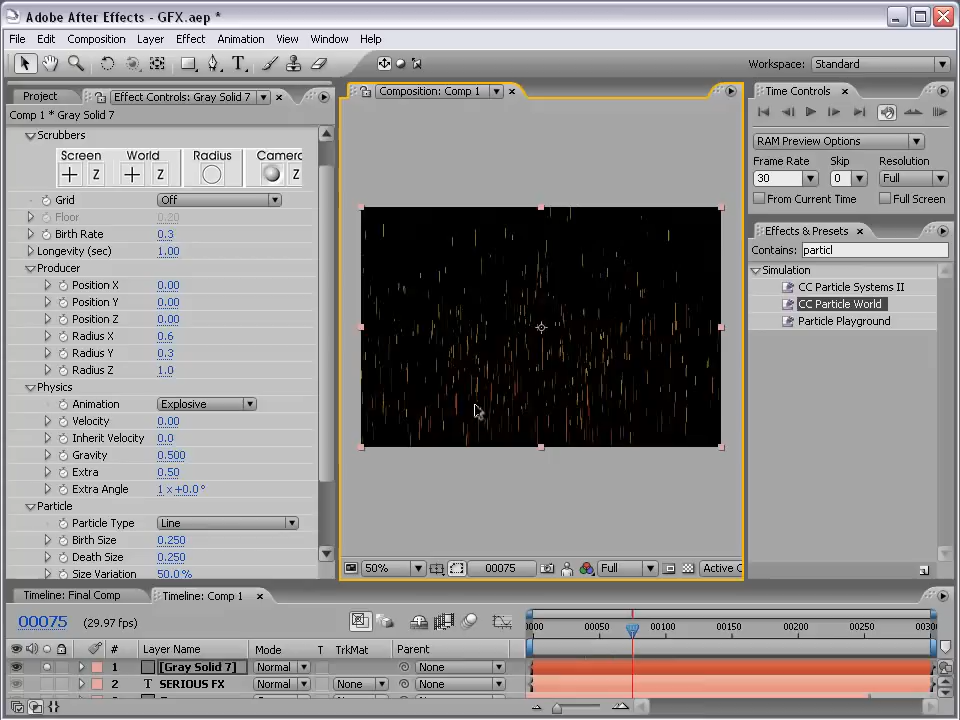 Adobe After Effects - GFX.aep *
File Edit Composition Layer Effect Animation View Window Help
Workspace: Standard
Project Effect Controls: Gray Solid 7
Comp 1 * Gray Solid 7
Scrubbers
Screen World Radius Camera
Z Z Z
Grid Off
Floor 0.20
Birth Rate 0.3
Longevity (sec) 1.00
Producer
Position X 0.00
Position Y 0.00
Position Z 0.00
Radius X 0.6
Radius Y 0.3
Radius Z 1.0
Physics
Animation Explosive
Velocity 0.00
Inherit Velocity 0.0
Gravity 0.500
Extra 0.50
Extra Angle 1 x+0.0 °
Particle
Particle Type Line
Birth Size 0.250
Death Size 0.250
Size Variation 50.0 %
Composition: Comp 1
50% 00075 Full Active C
Time Controls
RAM Preview Options
Frame Rate Skip Resolution
30 0 Full
From Current Time Full Screen
Effects & Presets
Contains: particl
Simulation
CC Particle Systems II
CC Particle World
Particle Playground
Timeline: Final Comp Timeline: Comp 1
00075 (29.97 fps)
0000 00050 00100 00150 00200 00250 0030
# Layer Name Mode T TrkMat Parent
1 [Gray Solid 7] Normal None
2 T SERIOUS FX Normal None None